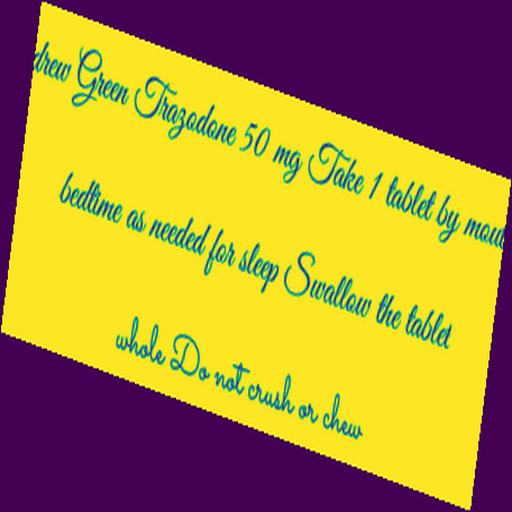 drew Green Trazodone 50 mg Take 1 tablet by mou
bedtime as needed for sleep Swallow the tablet
whole Do not crush or chew